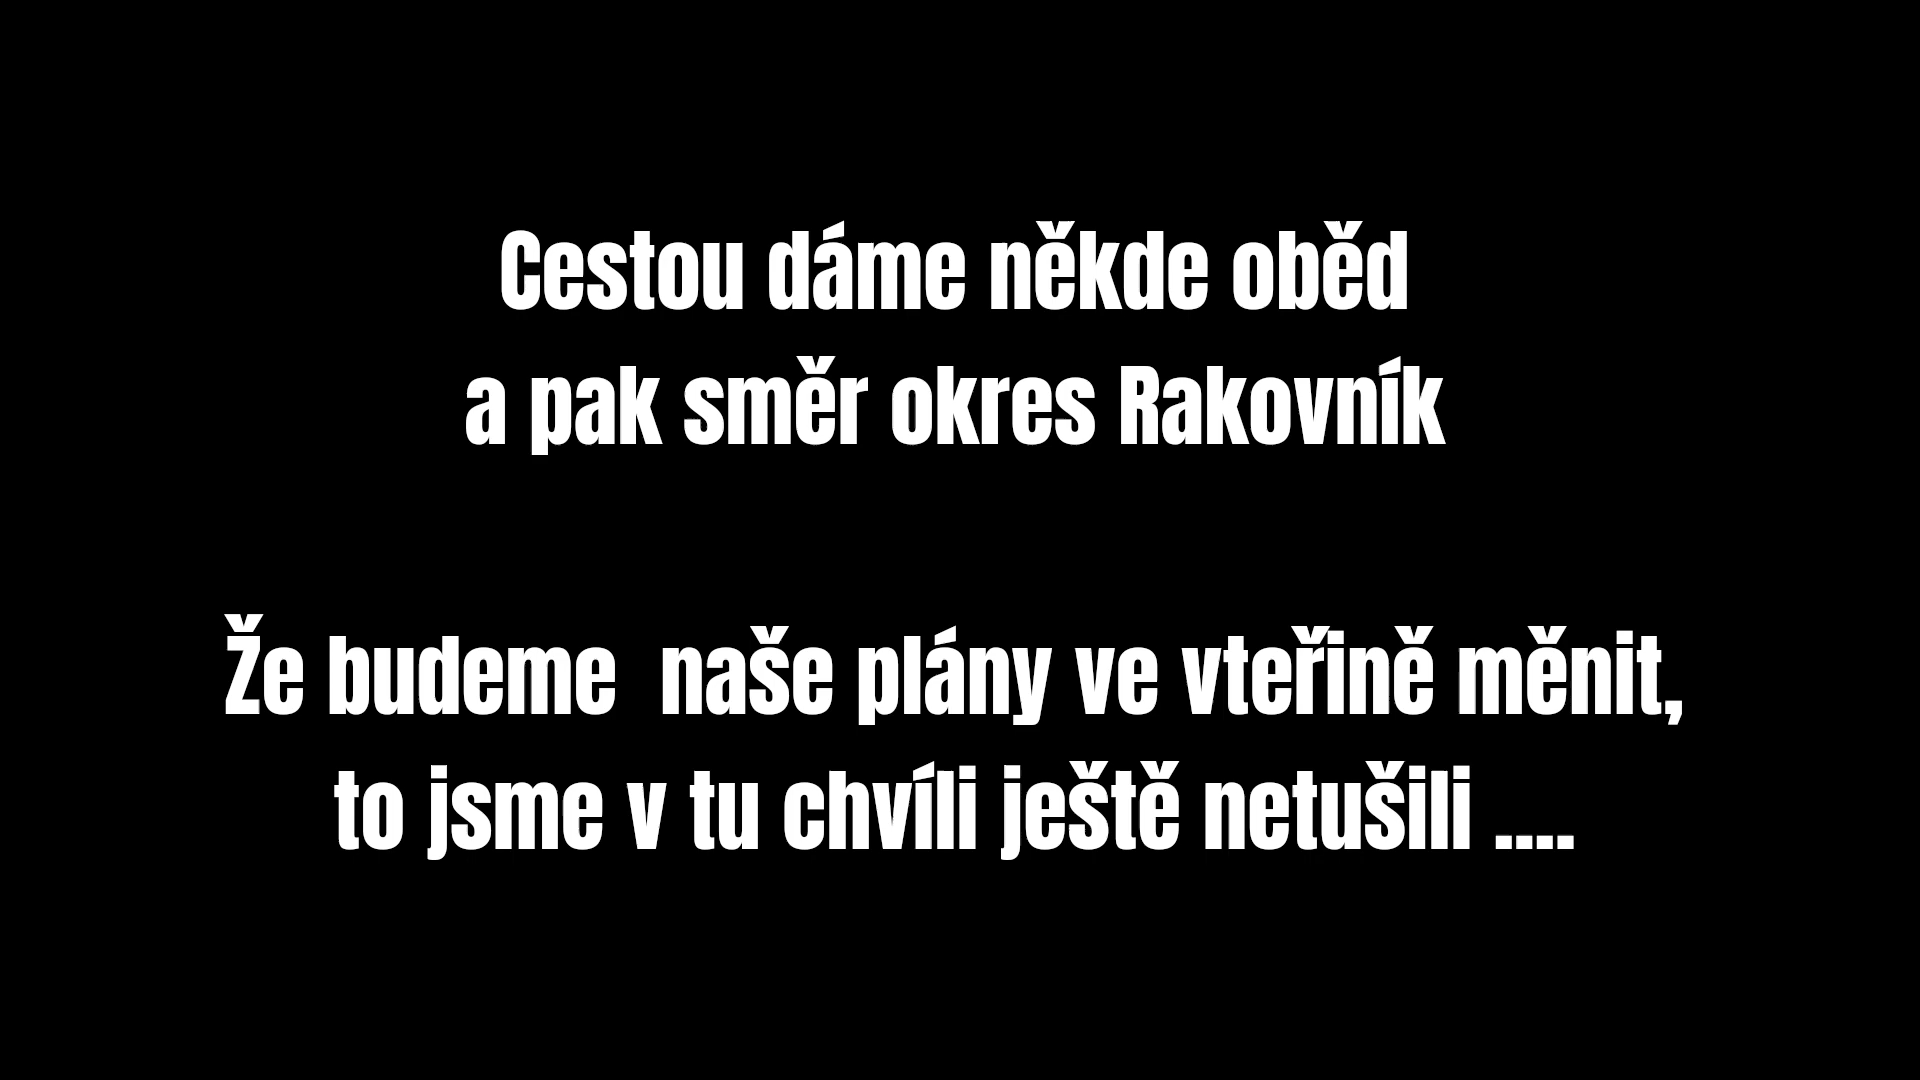 Cestou dáme někde oběd
a pak směr okres Rakovník
Že budeme  naše plány ve vteřině měnit,
to jsme v tu chvíli ještě netušili ....